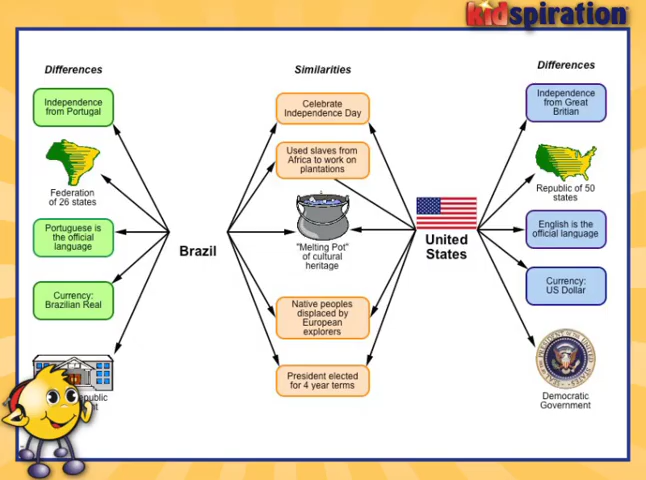 kidspiration
Differences
Independence
from Portugal
Federation
of 26 states
Portuguese is
the official
language
Currency:
Brazilian Real
Brazil
Similarities
Celebrate
Independence Day
Used slaves from
Africa to work on
plantations
"Melting Pot"
of cultural
heritage
Native peoples
displaced by
European
explorers
President elected
for 4 year terms
United
States
Differences
Independence
from Great
Britian
Republic of 50
states
English is the
official language
Currency:
US Dollar
Democratic
Government